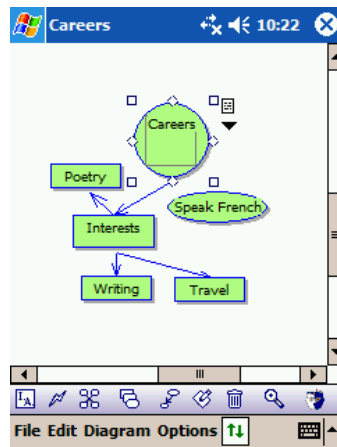 Careers 10:22
Careers
Poetry
Speak French
Interests
Writing
Travel
File Edit Diagram Options